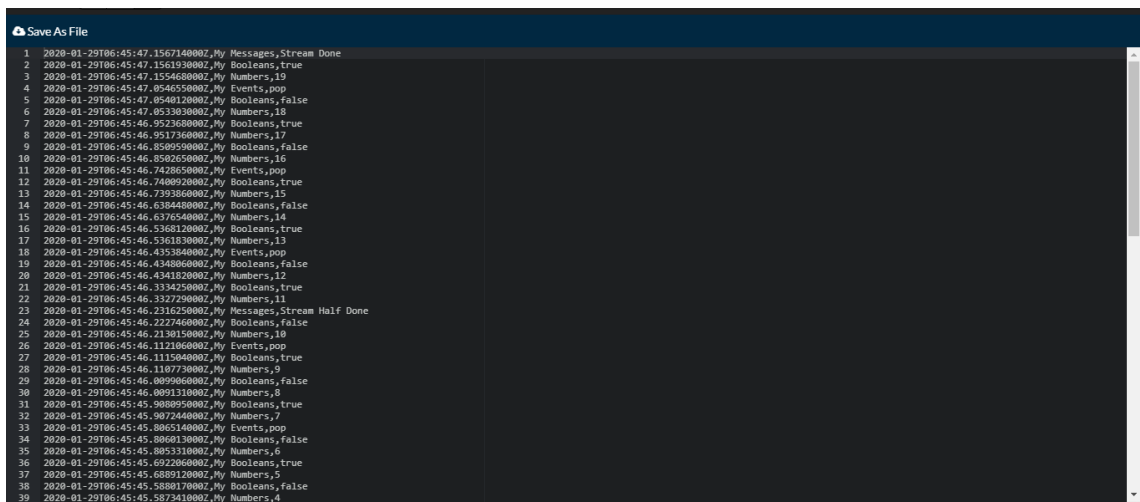 Save As File
1 2020-01-29T06:45:47.156714000Z,My Messages,Stream Done
2 2020-01-29T06:45:47.156193000Z,My Booleans,true
3 2020-01-29T06:45:47.155468000Z,My Numbers,19
4 2020-01-29T06:45:47.054655000Z,My Events,pop
5 2020-01-29T06:45:47.054012000Z,My Booleans,false
6 2020-01-29T06:45:47.053303000Z,My Numbers,18
7 2020-01-29T06:45:46.952368000Z,My Booleans,true
8 2020-01-29T06:45:46.951736000Z,My Numbers,17
9 2020-01-29T06:45:46.850959000Z,My Booleans,false
10 2020-01-29T06:45:46.850265000Z,My Numbers,16
11 2020-01-29T06:45:46.742865000Z,My Events,pop
12 2020-01-29T06:45:46.740092000Z,My Booleans,true
13 2020-01-29T06:45:46.739386000Z,My Numbers,15
14 2020-01-29T06:45:46.638448000Z,My Booleans,false
15 2020-01-29T06:45:46.637654000Z,My Numbers,14
16 2020-01-29T06:45:46.536812000Z,My Booleans,true
17 2020-01-29T06:45:46.536183000Z,My Numbers,13
18 2020-01-29T06:45:46.435384000Z,My Events,pop
19 2020-01-29T06:45:46.434806000Z,My Booleans,false
20 2020-01-29T06:45:46.434182000Z,My Numbers,12
21 2020-01-29T06:45:46.333425000Z,My Booleans,true
22 2020-01-29T06:45:46.332729000Z,My Numbers,11
23 2020-01-29T06:45:46.231625000Z,My Messages,Stream Half Done
24 2020-01-29T06:45:46.222746000Z,My Booleans,false
25 2020-01-29T06:45:46.213015000Z,My Numbers,10
26 2020-01-29T06:45:46.112106000Z,My Events,pop
27 2020-01-29T06:45:46.111504000Z,My Booleans,true
28 2020-01-29T06:45:46.110773000Z,My Numbers,9
29 2020-01-29T06:45:46.009906000Z,My Booleans,false
30 2020-01-29T06:45:46.009131000Z,My Numbers,8
31 2020-01-29T06:45:45.908095000Z,My Booleans,true
32 2020-01-29T06:45:45.907244000Z,My Numbers,7
33 2020-01-29T06:45:45.806514000Z,My Events,pop
34 2020-01-29T06:45:45.806013000Z,My Booleans,false
35 2020-01-29T06:45:45.805331000Z,My Numbers,6
36 2020-01-29T06:45:45.692206000Z,My Booleans,true
37 2020-01-29T06:45:45.688912000Z,My Numbers,5
38 2020-01-29T06:45:45.588017000Z,My Booleans,false
39 2020-01-29T06:45:45.587341000Z,My Numbers,4